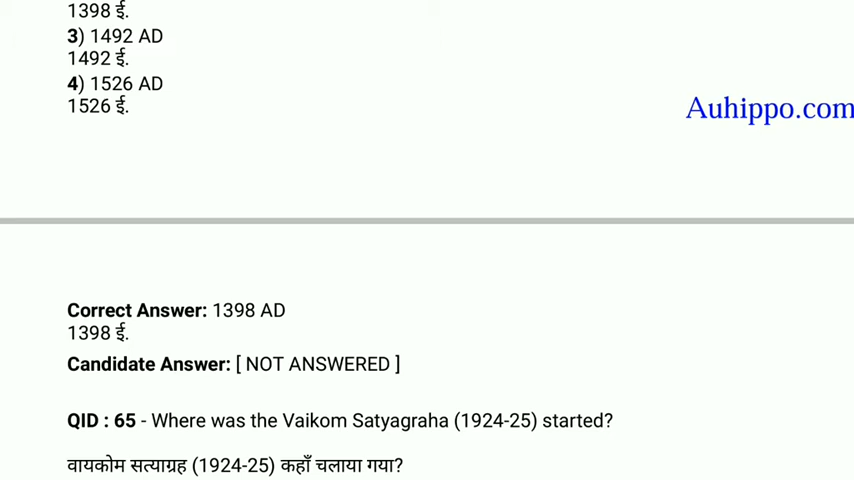 1398 ई.
3) 1492 AD
1492 ई.
4) 1526 AD
1526 ई.
Auhippo.com
Correct Answer: 1398 AD
1398 ई.
Candidate Answer: [ NOT ANSWERED ]
QID : 65 - Where was the Vaikom Satyagraha (1924-25) started?
वायकोम सत्याग्रह (1924-25) कहाँ चलाया गया?